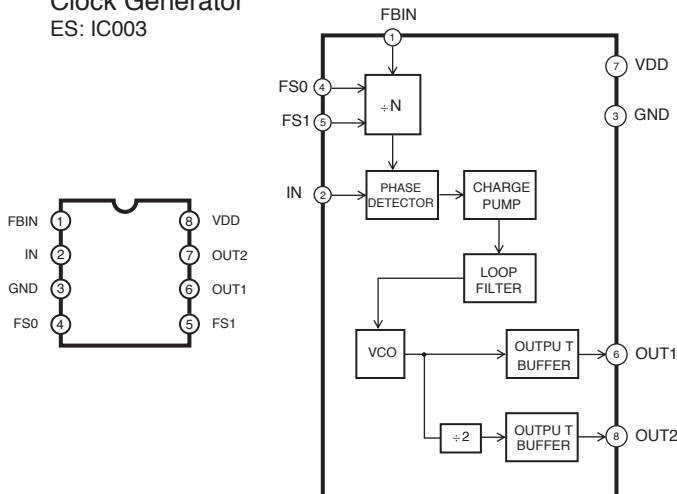 Clock Generator
ES: IC003
FBIN
1
7 VDD
FS0 4
÷N
3 GND
FS1 5
IN 2
PHASE
DETECTOR
CHARGE
PUMP
FBIN 1
8 VDD
IN 2
7 OUT2
GND 3
6 OUT1
FS0 4
5 FS1
LOOP
FILTER
VCO
OUTPU T
BUFFER
6 OUT1
÷2
OUTPU T
BUFFER
8 OUT2